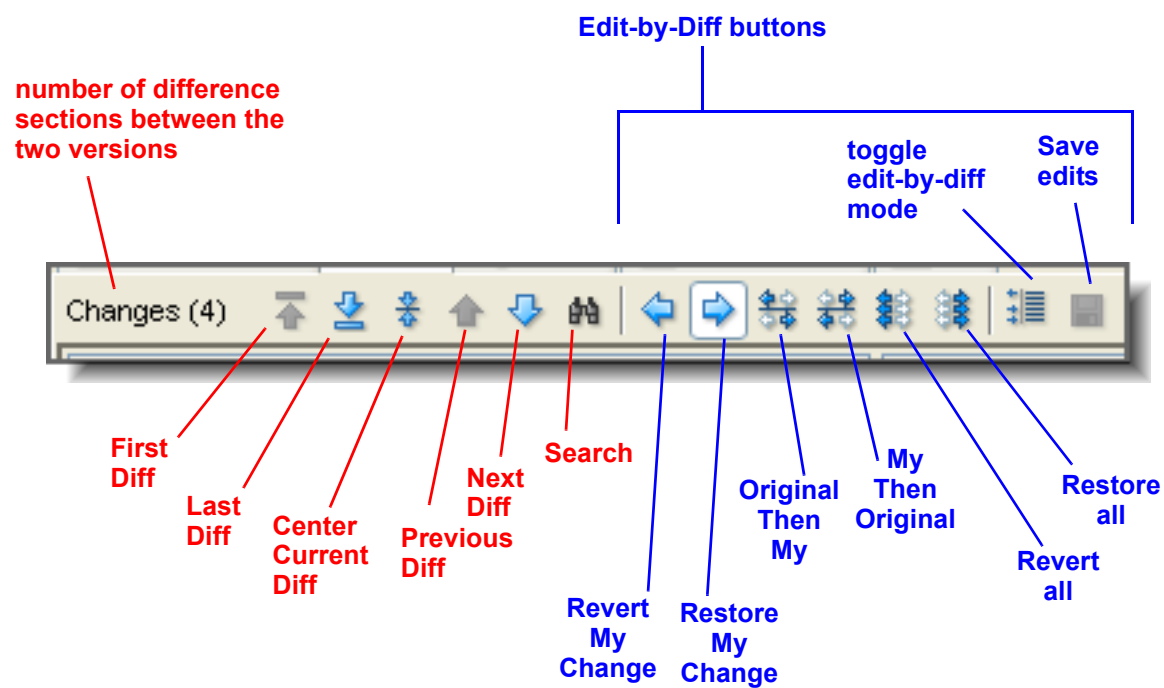 Edit-by-Diff buttons
number of difference
sections between the
two versions
toggle
edit-by-diff
mode
Save
edits
Changes (4)
First
Diff
Last
Diff
Center
Current
Diff
Previous
Diff
Next
Diff
Search
Revert
My
Change
Restore
My
Change
Original
Then
My
My
Then
Original
Revert
all
Restore
all